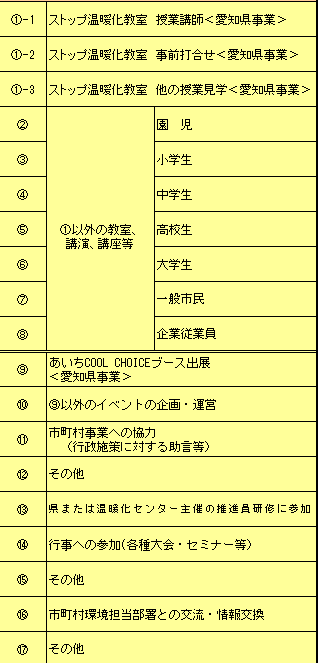 ①-1 ストップ温暖化教室 授業講師＜愛知県事業＞
①-2 ストップ温暖化教室 事前打合せ＜愛知県事業＞
①-3 ストップ温暖化教室 他の授業見学＜愛知県事業＞
①以外の教室、
講演、講座等
② 園 児
③ 小学生
④ 中学生
⑤ 高校生
⑥ 大学生
⑦ 一般市民
⑧ 企業従業員
⑨ あいちCOOL CHOICEブース出展
＜愛知県事業＞
⑩ ⑨以外のイベントの企画・運営
⑪ 市町村事業への協力
（行政施策に対する助言等）
⑫ その他
⑬ 県または温暖化センター主催の推進員研修に参加
⑭ 行事への参加(各種大会・セミナー等)
⑮ その他
⑯ 市町村環境担当部署との交流・情報交換
⑰ その他